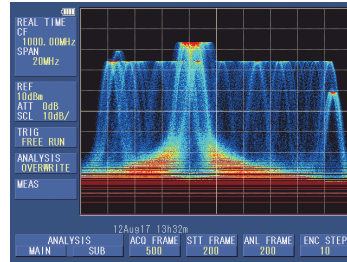 REAL TIME
CF
1000.00MHz
SPAN
20MHz
REF
10dBm
ATT 0dB
SCL 10dB/
TRIG
FREE RUN
ANALYSIS
OVERWRITE
MEAS
12Aug17 13h32m
ANALYSIS
MAIN SUB
ACQ FRAME
500
STT FRAME
200
ANL FRAME
200
ENC STEP
10